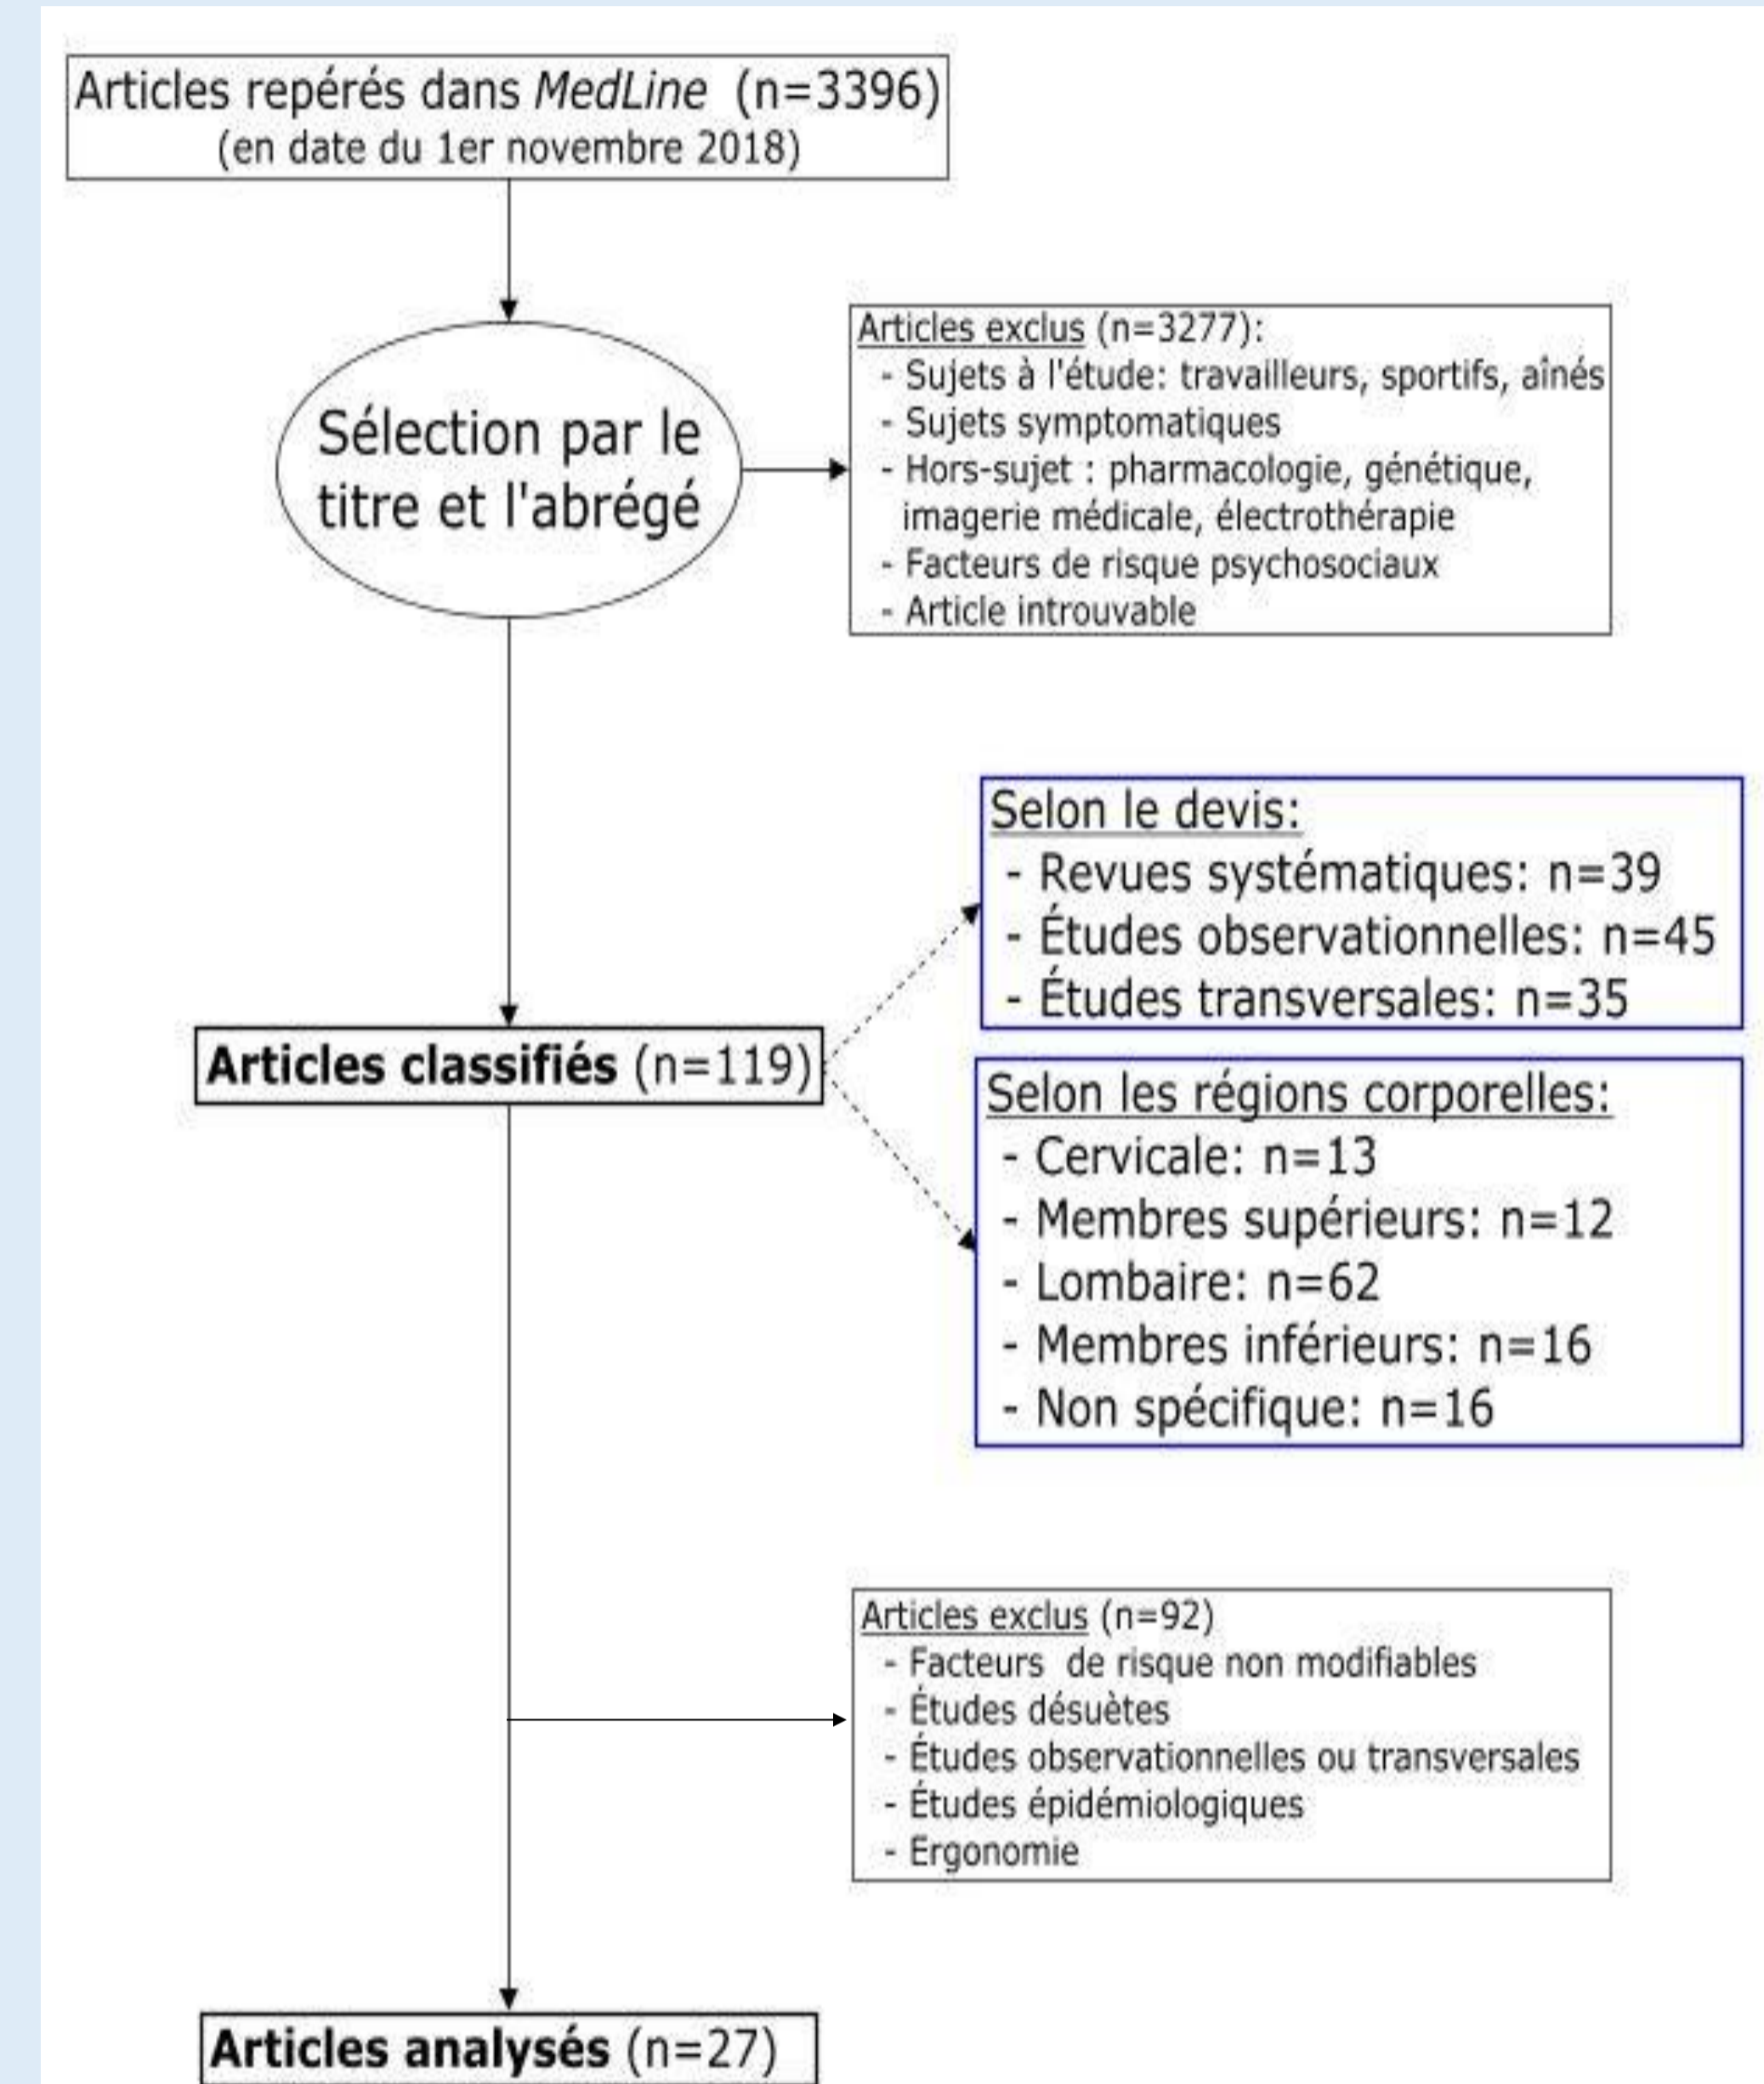 Articles repérés dans MedLine (n=3396)
(en date du 1er novembre 2018)
Sélection par le
titre et l'abrégé
Articles exclus (n=3277):
- Sujets à l'étude: travailleurs, sportifs, aînés
- Sujets symptomatiques
- Hors-sujet : pharmacologie, génétique,
imagerie médicale, électrothérapie
- Facteurs de risque psychosociaux
- Article introuvable
Articles classifiés (n=119)
Selon le devis:
- Revues systématiques: n=39
- Études observationnelles: n=45
- Études transversales: n=35
Selon les régions corporelles:
- Cervicale: n=13
- Membres supérieurs: n=12
- Lombaire: n=62
- Membres inférieurs: n=16
- Non spécifique: n=16
Articles exclus (n=92)
- Facteurs de risque non modifiables
- Études désuètes
- Études observationnelles ou transversales
- Études épidémiologiques
- Ergonomie
Articles analysés (n=27)